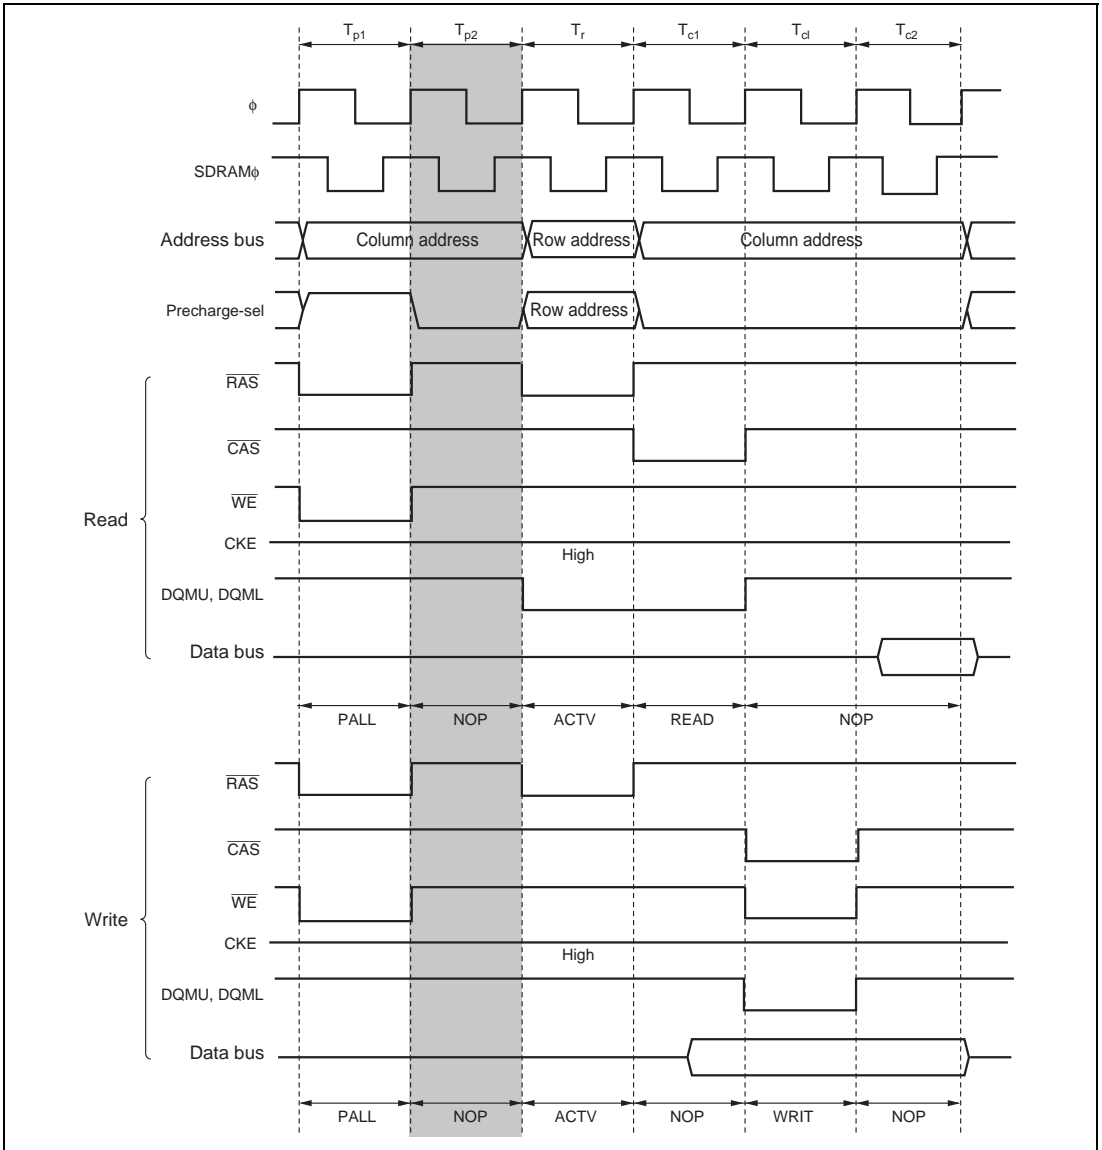 Tp1 Tp2 Tr Tc1 Tcl Tc2
ϕ
SDRAMϕ
Address bus Column address Row address Column address
Precharge-sel Row address
Read
RAS
CAS
WE
CKE High
DQMU, DQML
Data bus
PALL NOP ACTV READ NOP
Write
RAS
CAS
WE
CKE High
DQMU, DQML
Data bus
PALL NOP ACTV NOP WRIT NOP